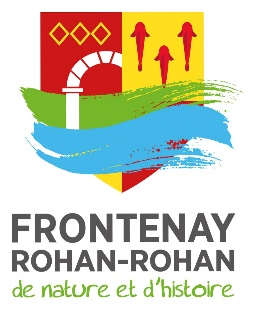 FRONTENAY
ROHAN-ROHAN
de nature et d'histoire